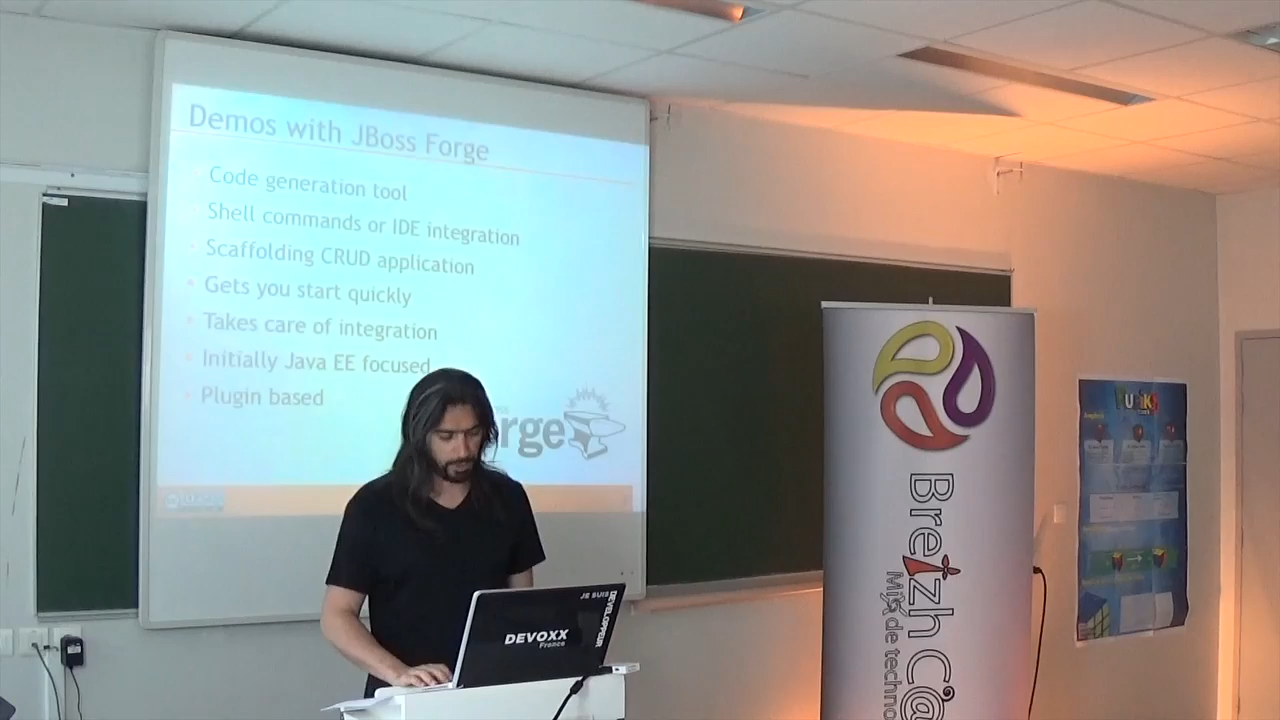 Demos with JBoss Forge
Code generation tool
Shell commands or IDE integration
Scaffolding CRUD application
Gets you start quickly
Takes care of integration
Initially Java EE focused
Plugin based
rge
JE SUIS
DEVELOPPEUR
DEVOXX
France
Breizh C@
Mix de techno
RUBIK'S